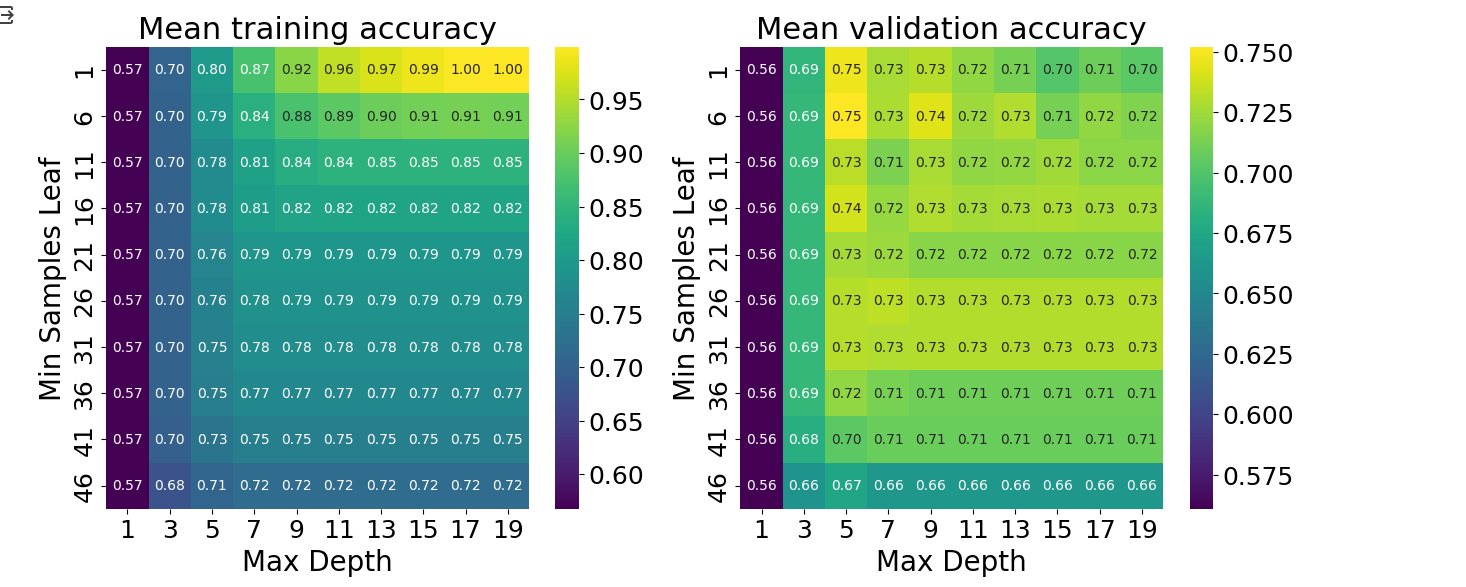 Mean training accuracy
Min Samples Leaf
1 0.57 0.70 0.80 0.87 0.92 0.96 0.97 0.99 1.00 1.00
6 0.57 0.70 0.79 0.84 0.88 0.89 0.90 0.91 0.91 0.91
11 0.57 0.70 0.78 0.81 0.84 0.84 0.85 0.85 0.85 0.85
16 0.57 0.70 0.78 0.81 0.82 0.82 0.82 0.82 0.82 0.82
21 0.57 0.70 0.76 0.79 0.79 0.79 0.79 0.79 0.79 0.79
26 0.57 0.70 0.76 0.78 0.79 0.79 0.79 0.79 0.79 0.79
31 0.57 0.70 0.75 0.78 0.78 0.78 0.78 0.78 0.78 0.78
36 0.57 0.70 0.75 0.77 0.77 0.77 0.77 0.77 0.77 0.77
41 0.57 0.70 0.73 0.75 0.75 0.75 0.75 0.75 0.75 0.75
46 0.57 0.68 0.71 0.72 0.72 0.72 0.72 0.72 0.72 0.72
1 3 5 7 9 11 13 15 17 19
Max Depth
0.95
0.90
0.85
0.80
0.75
0.70
0.65
0.60
Mean validation accuracy
Min Samples Leaf
1 0.56 0.69 0.75 0.73 0.73 0.72 0.71 0.70 0.71 0.70
6 0.56 0.69 0.75 0.73 0.74 0.72 0.73 0.71 0.72 0.72
11 0.56 0.69 0.73 0.71 0.73 0.72 0.72 0.72 0.72 0.72
16 0.56 0.69 0.74 0.72 0.73 0.73 0.73 0.73 0.73 0.73
21 0.56 0.69 0.73 0.72 0.72 0.72 0.72 0.72 0.72 0.72
26 0.56 0.69 0.73 0.73 0.73 0.73 0.73 0.73 0.73 0.73
31 0.56 0.69 0.73 0.73 0.73 0.73 0.73 0.73 0.73 0.73
36 0.56 0.69 0.72 0.71 0.71 0.71 0.71 0.71 0.71 0.71
41 0.56 0.68 0.70 0.71 0.71 0.71 0.71 0.71 0.71 0.71
46 0.56 0.66 0.67 0.66 0.66 0.66 0.66 0.66 0.66 0.66
1 3 5 7 9 11 13 15 17 19
Max Depth
0.750
0.725
0.700
0.675
0.650
0.625
0.600
0.575